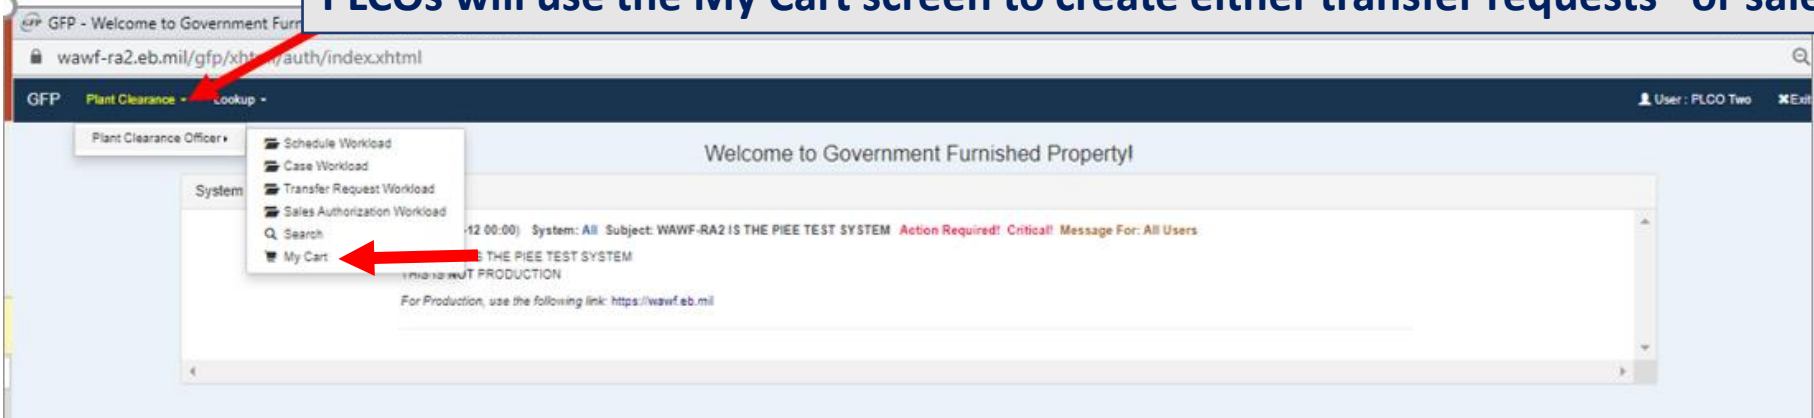 PLCOs will use the My Cart screen to create either transfer requests or sale
GFP - Welcome to Government Furn
wawf-ra2.eb.mil/gfp/xhtml/auth/index.xhtml
GFP Plant Clearance Lookup User : PLCO Two Exit
Plant Clearance Officer
Schedule Workload
Case Workload
Transfer Request Workload
Sales Authorization Workload
Search
My Cart
Welcome to Government Furnished Property!
System
-12 00:00) System: All Subject: WAWF-RA2 IS THE PIEE TEST SYSTEM Action Required! Critical! Message For: All Users
S THE PIEE TEST SYSTEM
THIS IS NOT PRODUCTION
For Production, use the following link: https://wawf.eb.mil